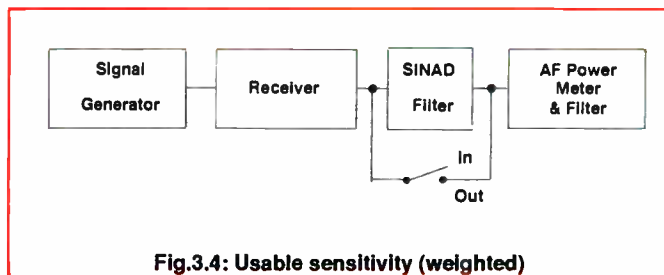 Signal
Generator
Receiver
SINAD
Filter
AF Power
Meter
& Filter
In
Out
Fig.3.4: Usable sensitivity (weighted)